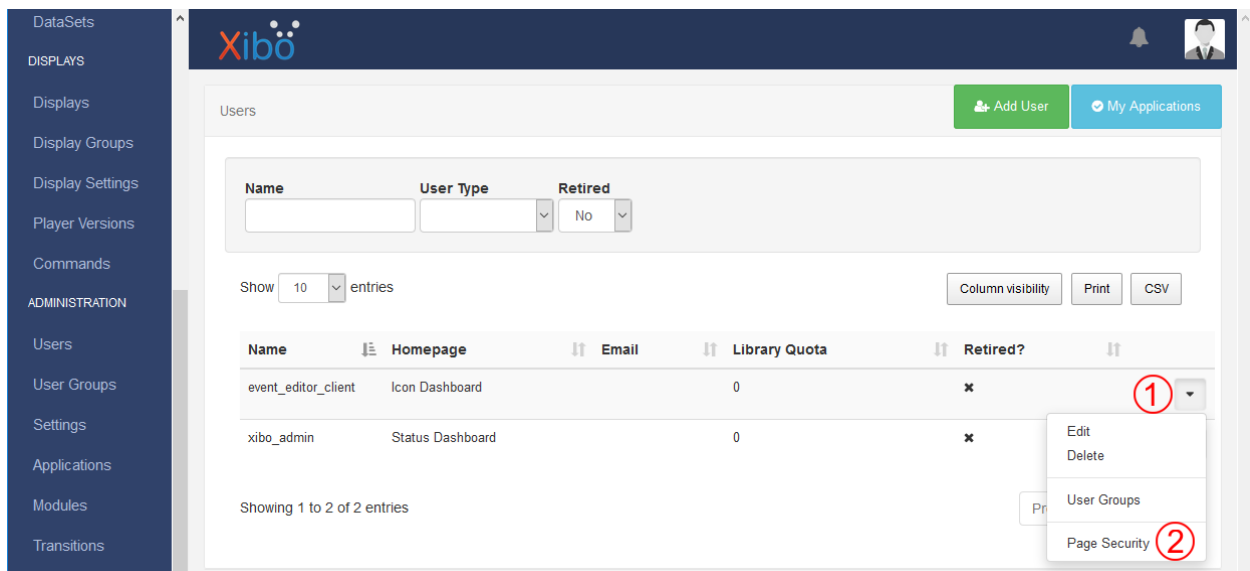 DataSets
DISPLAYS
Displays
Display Groups
Display Settings
Player Versions
Commands
ADMINISTRATION
Users
User Groups
Settings
Applications
Modules
Transitions
Xibo
Users
Add User
My Applications
Name User Type Retired
No
Show 10 entries
Column visibility Print CSV
Name Homepage Email Library Quota Retired?
event_editor_client Icon Dashboard 0
1
xibo_admin Status Dashboard 0
Edit
Delete
User Groups
Page Security 2
Showing 1 to 2 of 2 entries